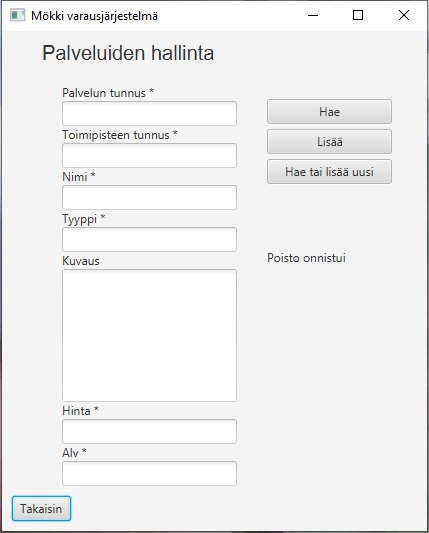 Mökki varausjärjestelmä
Palveluiden hallinta
Palvelun tunnus *
Hae
Toimipisteen tunnus *
Lisää
Nimi *
Hae tai lisää uusi
Tyyppi *
Kuvaus
Poisto onnistui
Hinta *
Alv *
Takaisin